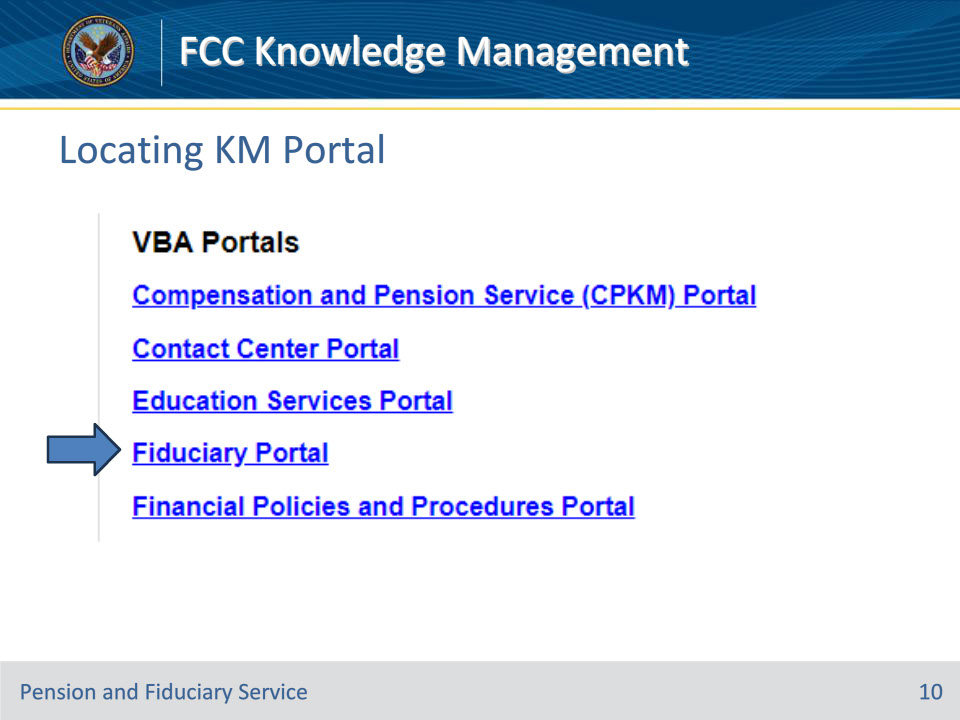 FCC Knowledge Management
Locating KM Portal
VBA Portals
Compensation and Pension Service (CPKM) Portal
Contact Center Portal
Education Services Portal
Fiduciary Portal
Financial Policies and Procedures Portal
Pension and Fiduciary Service
10